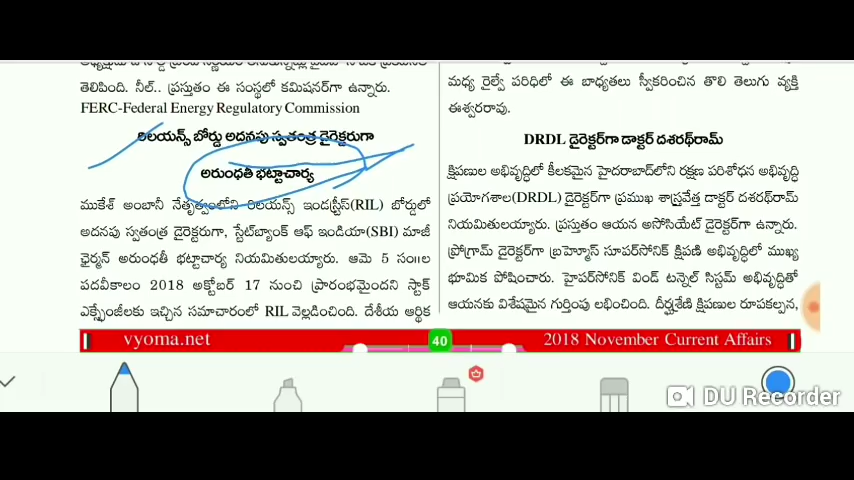 తెలిపింది. నీల్.. ప్రస్తుతం ఈ సంస్థలో కమిషనర్‌గా ఉన్నారు.
FERC-Federal Energy Regulatory Commission
రిలయన్స్ బోర్డు అదనపు స్వతంత్ర డైరెక్టరుగా
అరుంధతీ భట్టాచార్య
ముకేశ్ అంబానీ నేతృత్వంలోని రిలయన్స్ ఇండస్ట్రీస్ (RIL) బోర్డులో
అదనపు స్వతంత్ర డైరెక్టరుగా, స్టేట్‌బ్యాంక్ ఆఫ్ ఇండియా (SBI) మాజీ
ఛైర్మన్ అరుంధతీ భట్టాచార్య నియమితులయ్యారు. ఆమె 5 సం॥ల
పదవీకాలం 2018 అక్టోబర్ 17 నుంచి ప్రారంభమైందని స్టాక్
ఎక్స్ఛేంజీలకు ఇచ్చిన సమాచారంలో RIL వెల్లడించింది. దేశీయ ఆర్థిక
మధ్య రైల్వే పరిధిలో ఈ బాధ్యతలు స్వీకరించిన తొలి తెలుగు వ్యక్తి
ఈశ్వరరావు.
DRDL డైరెక్టర్‌గా డాక్టర్ దశరథ్‌రామ్
క్షిపణుల అభివృద్ధిలో కీలకమైన హైదరాబాద్‌లోని రక్షణ పరిశోధన అభివృద్ధి
ప్రయోగశాల (DRDL) డైరెక్టర్‌గా ప్రముఖ శాస్త్రవేత్త డాక్టర్ దశరథ్‌రామ్
నియమితులయ్యారు. ప్రస్తుతం ఆయన అసోసియేట్ డైరెక్టర్‌గా ఉన్నారు.
ప్రోగ్రామ్ డైరెక్టర్‌గా బ్రహ్మోస్ సూపర్‌సోనిక్ క్షిపణి అభివృద్ధిలో ముఖ్య
భూమిక పోషించారు. హైపర్‌సోనిక్ విండ్ టన్నెల్ సిస్టమ్ అభివృద్ధితో
ఆయనకు విశేషమైన గుర్తింపు లభించింది. దీర్ఘశ్రేణి క్షిపణుల రూపకల్పన,
vyoma.net
40
2018 November Current Affairs
DU Recorder